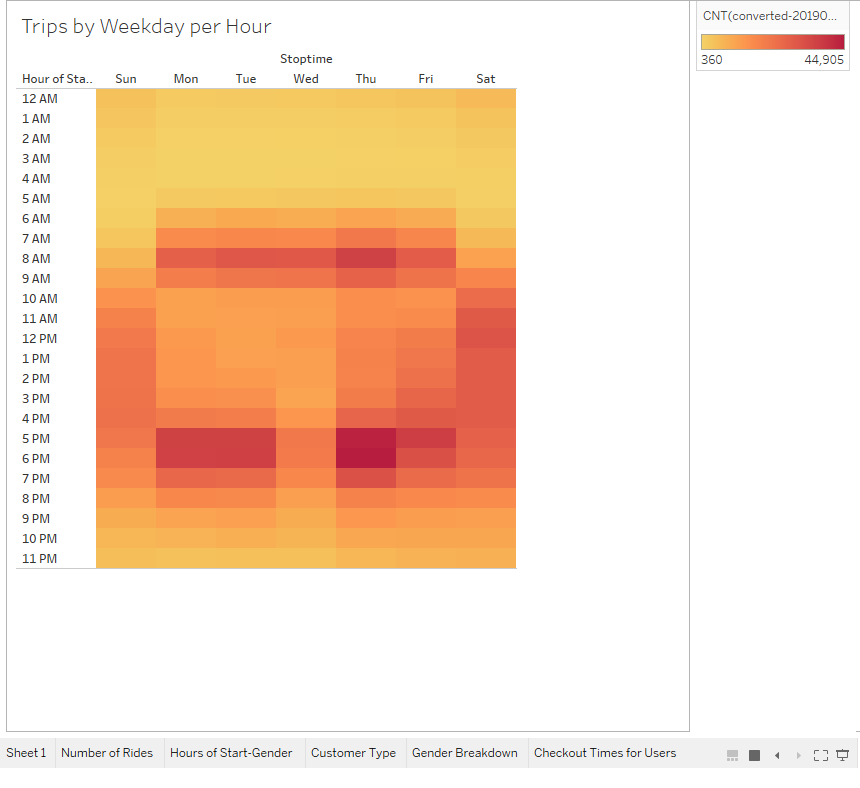 Trips by Weekday per Hour
CNT(converted-20190...
360 44,905
Stoptime
Hour of Sta.. Sun Mon Tue Wed Thu Fri Sat
12 AM
1 AM
2 AM
3 AM
4 AM
5 AM
6 AM
7 AM
8 AM
9 AM
10 AM
11 AM
12 PM
1 PM
2 PM
3 PM
4 PM
5 PM
6 PM
7 PM
8 PM
9 PM
10 PM
11 PM
Sheet 1 Number of Rides Hours of Start-Gender Customer Type Gender Breakdown Checkout Times for Users